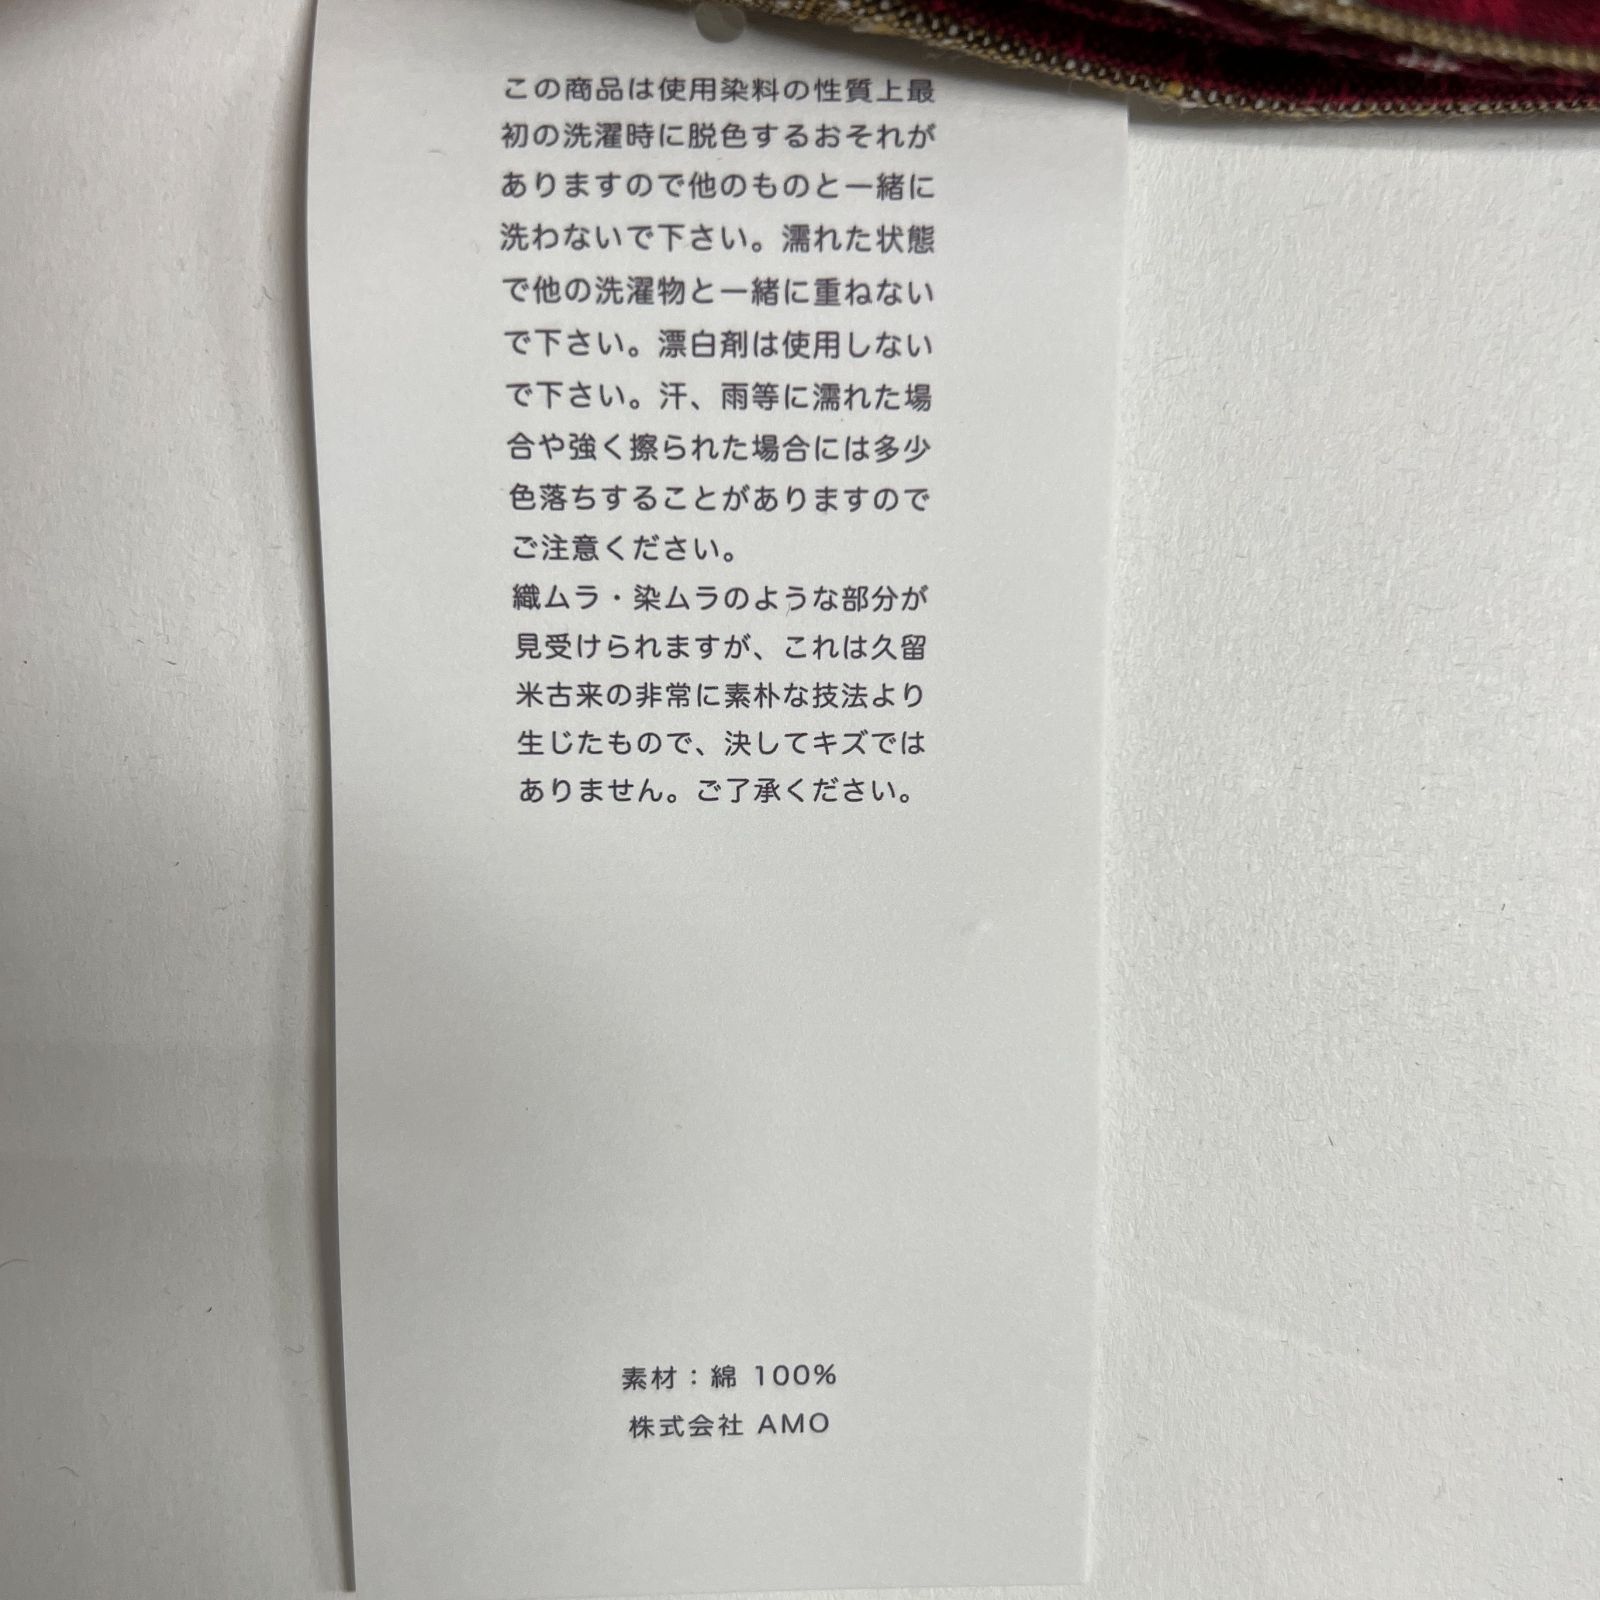 この商品は使用染料の性質上最
初の洗濯時に脱色するおそれが
ありますので他のものと一緒に
洗わないで下さい。濡れた状態
で他の洗濯物と一緒に重ねない
で下さい。漂白剤は使用しない
で下さい。汗、雨等に濡れた場
合や強く擦られた場合には多少
色落ちすることがありますので
ご注意ください。
織ムラ・染ムラのような部分が
見受けられますが、これは久留
米古来の非常に素朴な技法より
生じたもので、決してキズでは
ありません。ご了承ください。
素材：綿 100%
株式会社 AMO